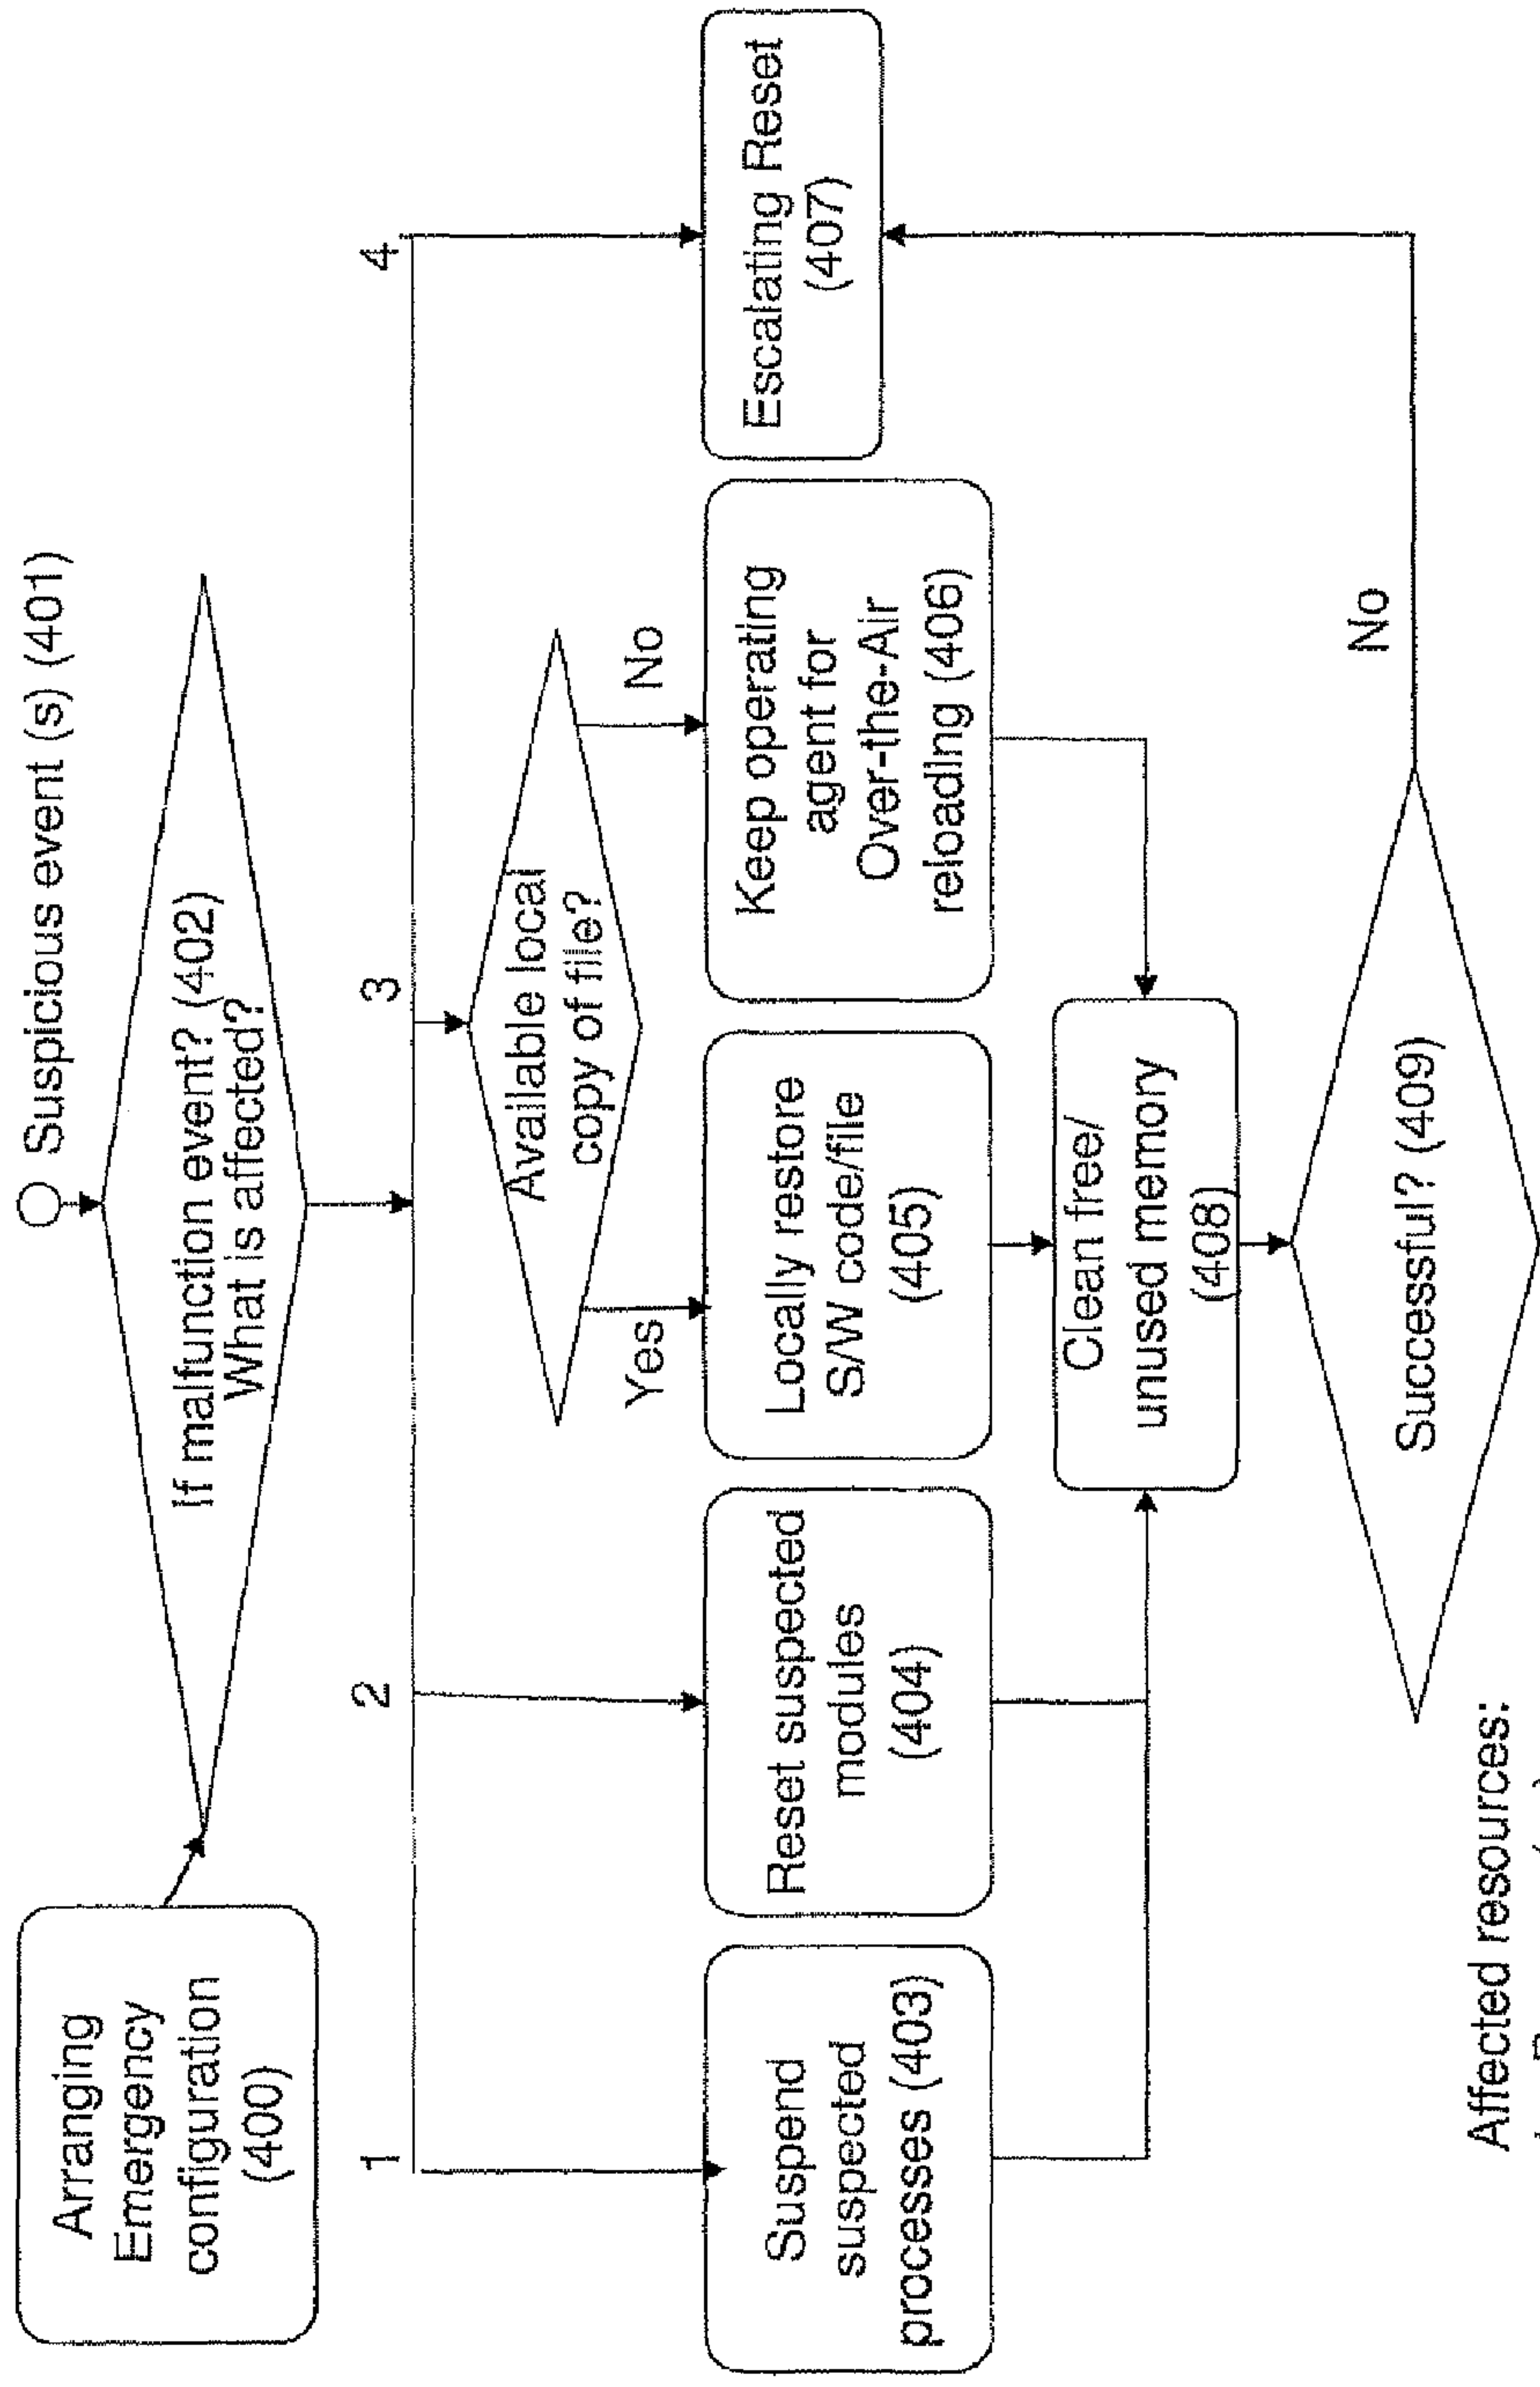 Suspicious event (s) (401)
Arranging
Emergency
configuration
(400)
If malfunction event? (402)
What is affected?
1
2
3
4
Available local
copy of file?
Yes
No
Suspend
suspected
processes (403)
Reset suspected
modules
(404)
Locally restore
S/W code/file
(405)
Keep operating
agent for
Over-the-Air
reloading (406)
Escalating Reset
(407)
Clean free/
unused memory
(408)
Successful? (409)
No
Affected resources: